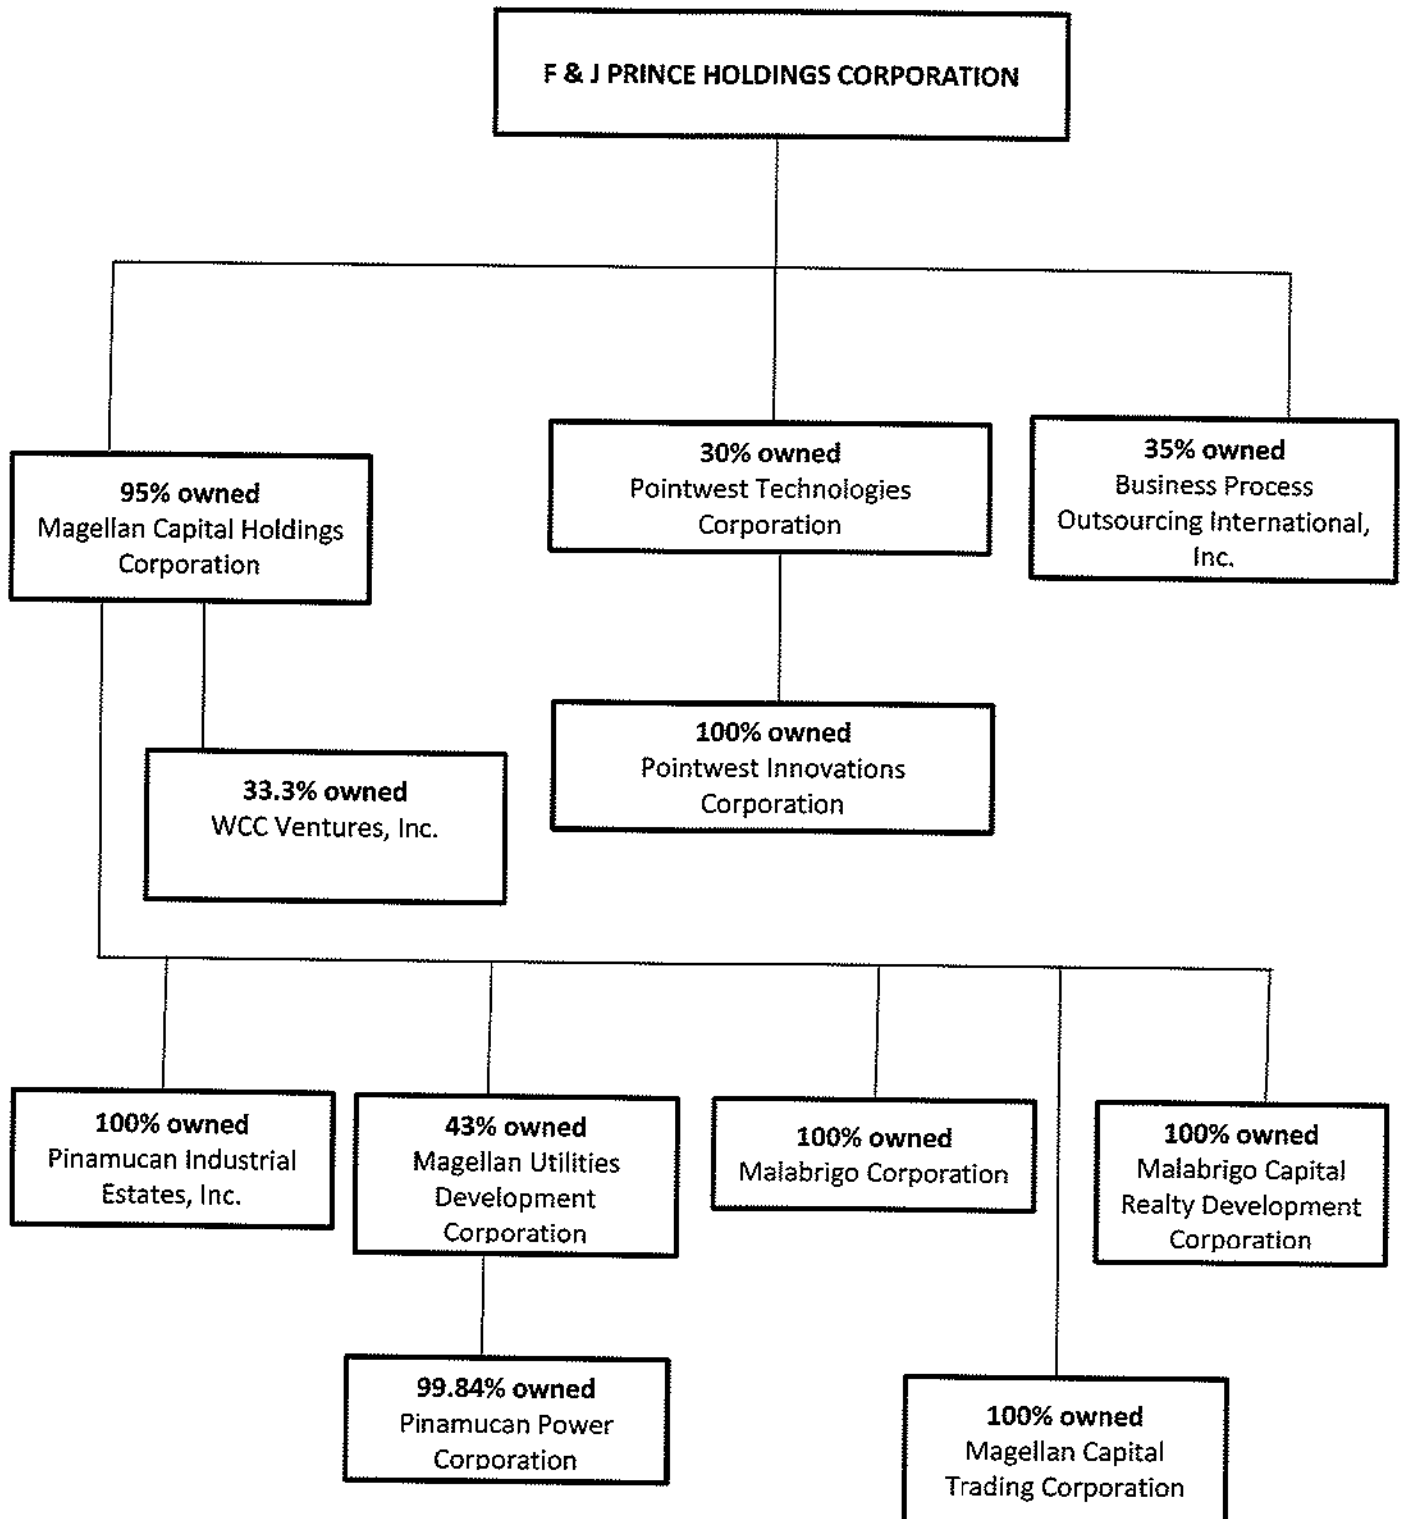 F & J PRINCE HOLDINGS CORPORATION
95% owned
Magellan Capital Holdings
Corporation
30% owned
Pointwest Technologies
Corporation
35% owned
Business Process
Outsourcing International,
Inc.
33.3% owned
WCC Ventures, Inc.
100% owned
Pointwest Innovations
Corporation
100% owned
Pinamucan Industrial
Estates, Inc.
43% owned
Magellan Utilities
Development
Corporation
100% owned
Malabrigo Corporation
100% owned
Malabrigo Capital
Realty Development
Corporation
99.84% owned
Pinamucan Power
Corporation
100% owned
Magellan Capital
Trading Corporation